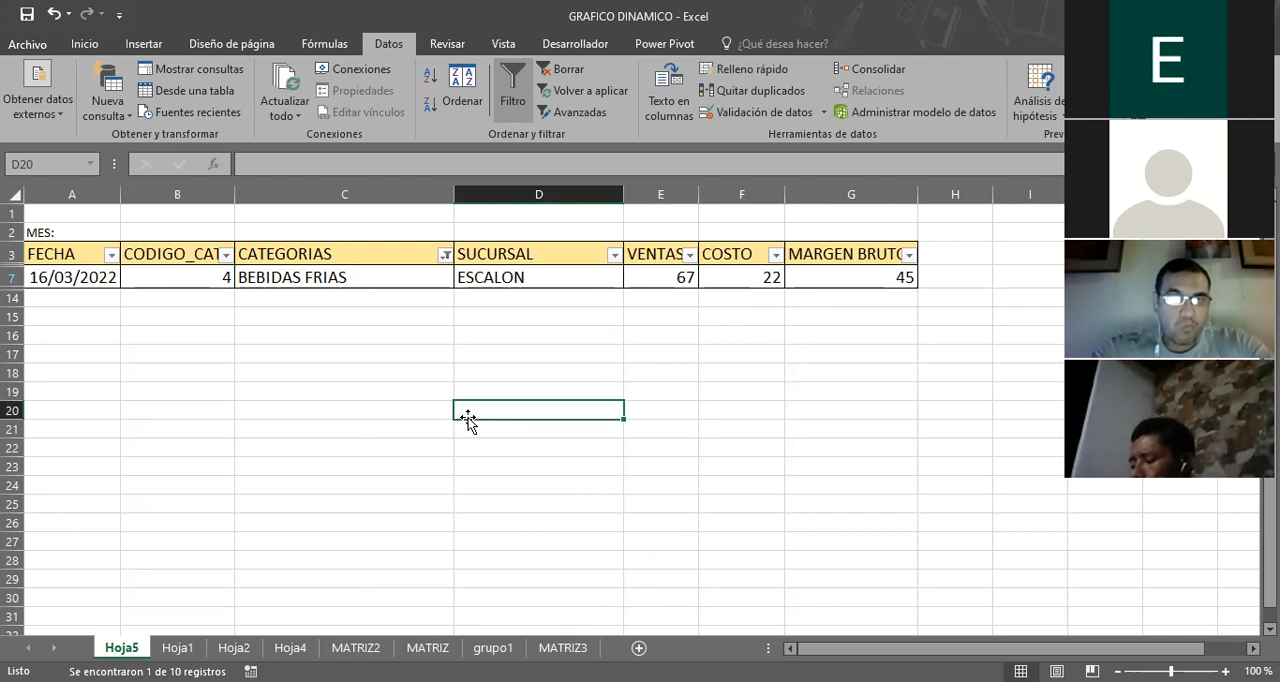 GRAFICO DINAMICO - Excel
Archivo Inicio Insertar Diseño de página Fórmulas Datos Revisar Vista Desarrollador Power Pivot ¿Qué desea hacer?
Obtener datos externos
Nueva consulta
Mostrar consultas
Desde una tabla
Fuentes recientes
Obtener y transformar
Actualizar todo
Conexiones
Propiedades
Editar vínculos
Conexiones
Ordenar
Filtro
Borrar
Volver a aplicar
Avanzadas
Ordenar y filtrar
Texto en columnas
Relleno rápido
Quitar duplicados
Validación de datos
Consolidar
Relaciones
Administrar modelo de datos
Herramientas de datos
Análisis de
hipótesis
Prev
E
D20
fx
A B C D E F G H I
1
2 MES:
3 FECHA CODIGO_CAT CATEGORIAS SUCURSAL VENTAS COSTO MARGEN BRUTO
7 16/03/2022 4 BEBIDAS FRIAS ESCALON 67 22 45
14
15
16
17
18
19
20
21
22
23
24
25
26
27
28
29
30
31
Hoja5 Hoja1 Hoja2 Hoja4 MATRIZ2 MATRIZ grupo1 MATRIZ3
Listo Se encontraron 1 de 10 registros 100 %